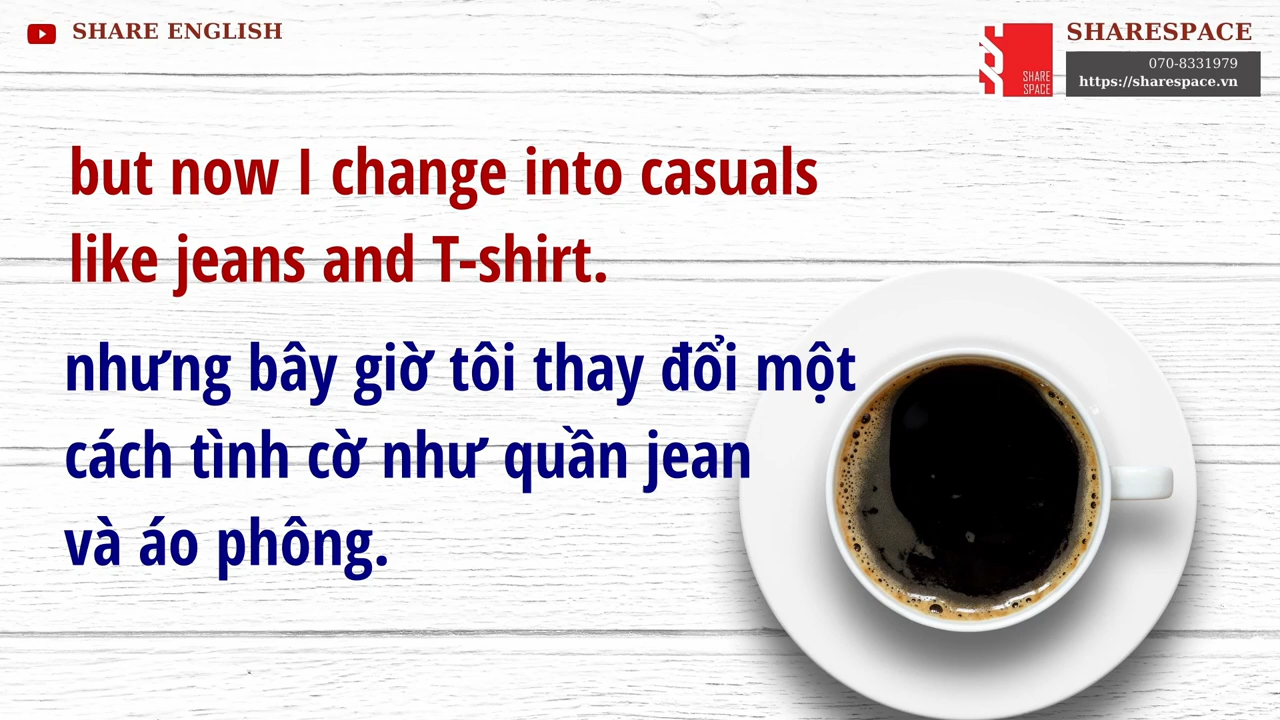 SHARE ENGLISH
SHARESPACE
SHARE
SPACE
070-8331979
https://sharespace.vn
but now I change into casuals
like jeans and T-shirt.
nhưng bây giờ tôi thay đổi một
cách tình cờ như quần jean
và áo phông.